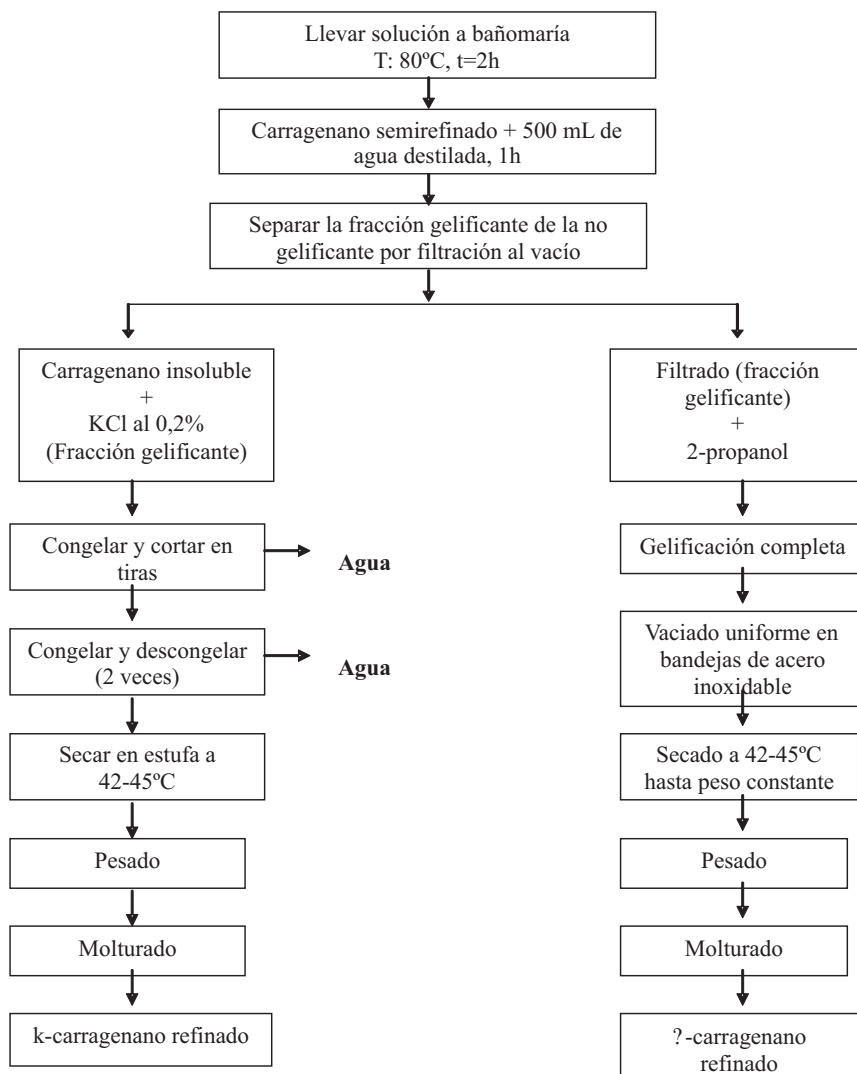 Llevar solución a bañomaría
T: 80ºC, t=2h
Carragenano semirefinado + 500 mL de
agua destilada, 1h
Separar la fracción gelificante de la no
gelificante por filtración al vacío
Carragenano insoluble
+
KCl al 0,2%
(Fracción gelificante)
Congelar y cortar en
tiras
Agua
Congelar y descongelar
(2 veces)
Agua
Secar en estufa a
42-45ºC
Pesado
Molturado
k-carragenano refinado
Filtrado (fracción
gelificante)
+
2-propanol
Gelificación completa
Vaciado uniforme en
bandejas de acero
inoxidable
Secado a 42-45ºC
hasta peso constante
Pesado
Molturado
?-carragenano
refinado